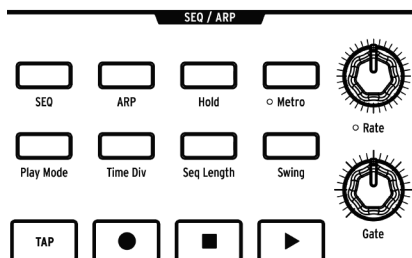 SEQ / ARP
SEQ ARP Hold ○ Metro
○ Rate
Play Mode Time Div Seq Length Swing
Gate
TAP